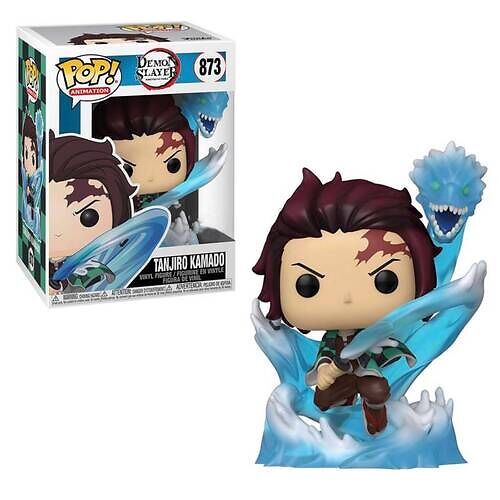 POP!
ANIMATION
DEMON
SLAYER
873
TANJIRO KAMADO
VINYL FIGURE / FIGURINE EN VINYLE
FIGURA DE VINIL